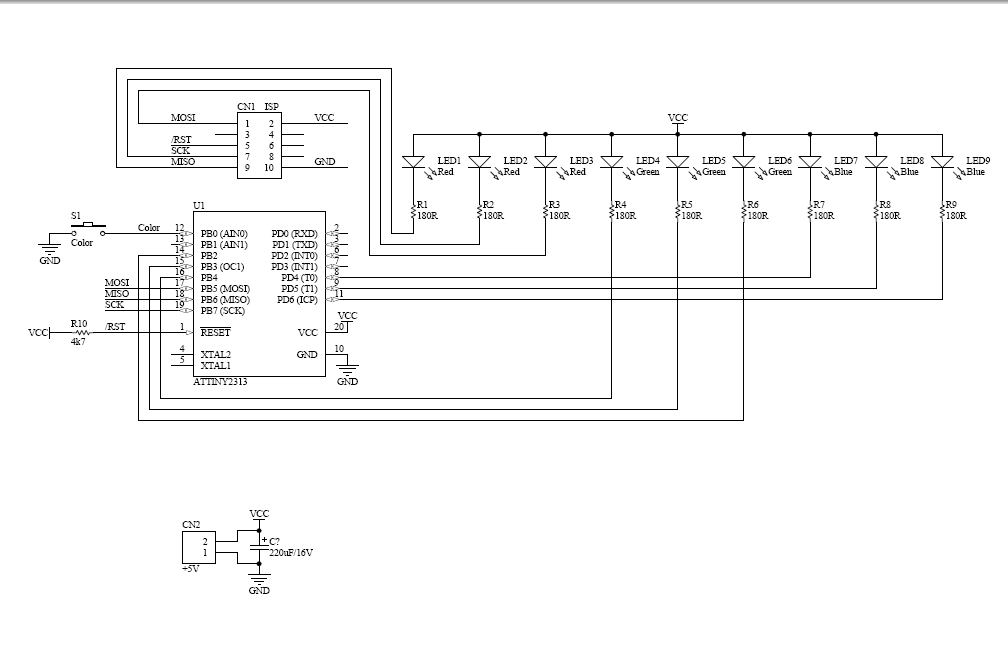 CN1 ISP
MOSI 1 2 VCC
3 4
/RST 5 6
SCK 7 8
MISO 9 10 GND
VCC
LED1 LED2 LED3 LED4 LED5 LED6 LED7 LED8 LED9
Red Red Red Green Green Green Blue Blue Blue
R1 R2 R3 R4 R5 R6 R7 R8 R9
180R 180R 180R 180R 180R 180R 180R 180R 180R
U1
S1
Color
Color
GND
12 PB0 (AIN0) PD0 (RXD) 2
13 PB1 (AIN1) PD1 (TXD) 3
14 PB2 PD2 (INT0) 6
15 PB3 (OC1) PD3 (INT1) 7
16 PB4 PD4 (T0) 8
MOSI 17 PB5 (MOSI) PD5 (T1) 9
MISO 18 PB6 (MISO) PD6 (ICP) 11
SCK 19 PB7 (SCK)
VCC
VCC R10 /RST 1 RESET VCC 20
4k7
4 XTAL2 GND 10
5 XTAL1
GND
ATTINY2313
VCC
CN2
2
1
+5V
+ C?
220uF/16V
GND